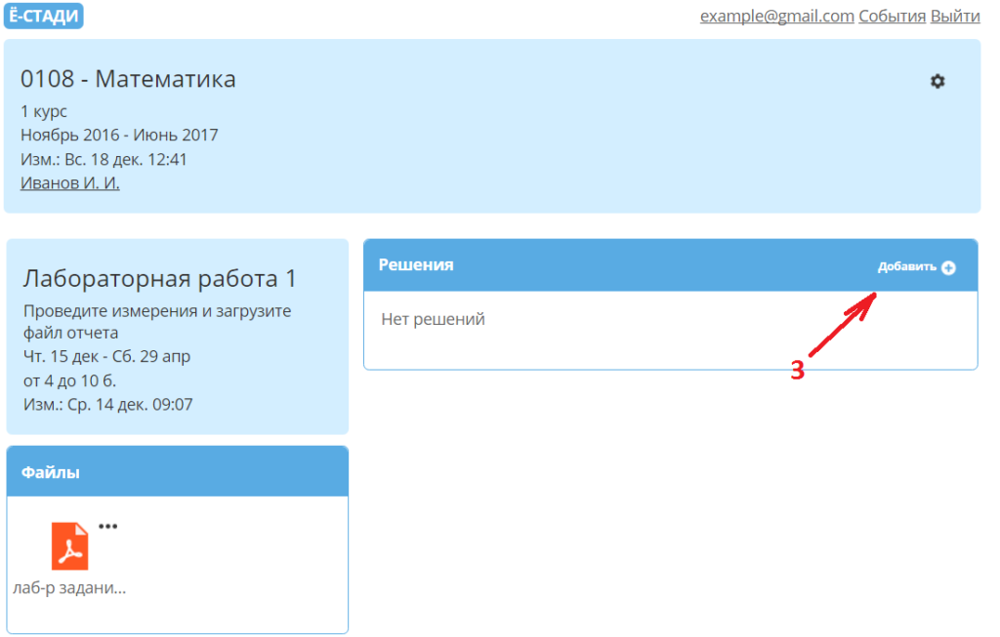 Ё-СТАДИ
example@gmail.com События Выйти
0108 - Математика
1 курс
Ноябрь 2016 - Июнь 2017
Изм.: Вс. 18 дек. 12:41
Иванов И. И.
Лабораторная работа 1
Проведите измерения и загрузите
файл отчета
Чт. 15 дек - Сб. 29 апр
от 4 до 10 б.
Изм.: Ср. 14 дек. 09:07
Решения
Добавить
Нет решений
3
Файлы
лаб-р задани...